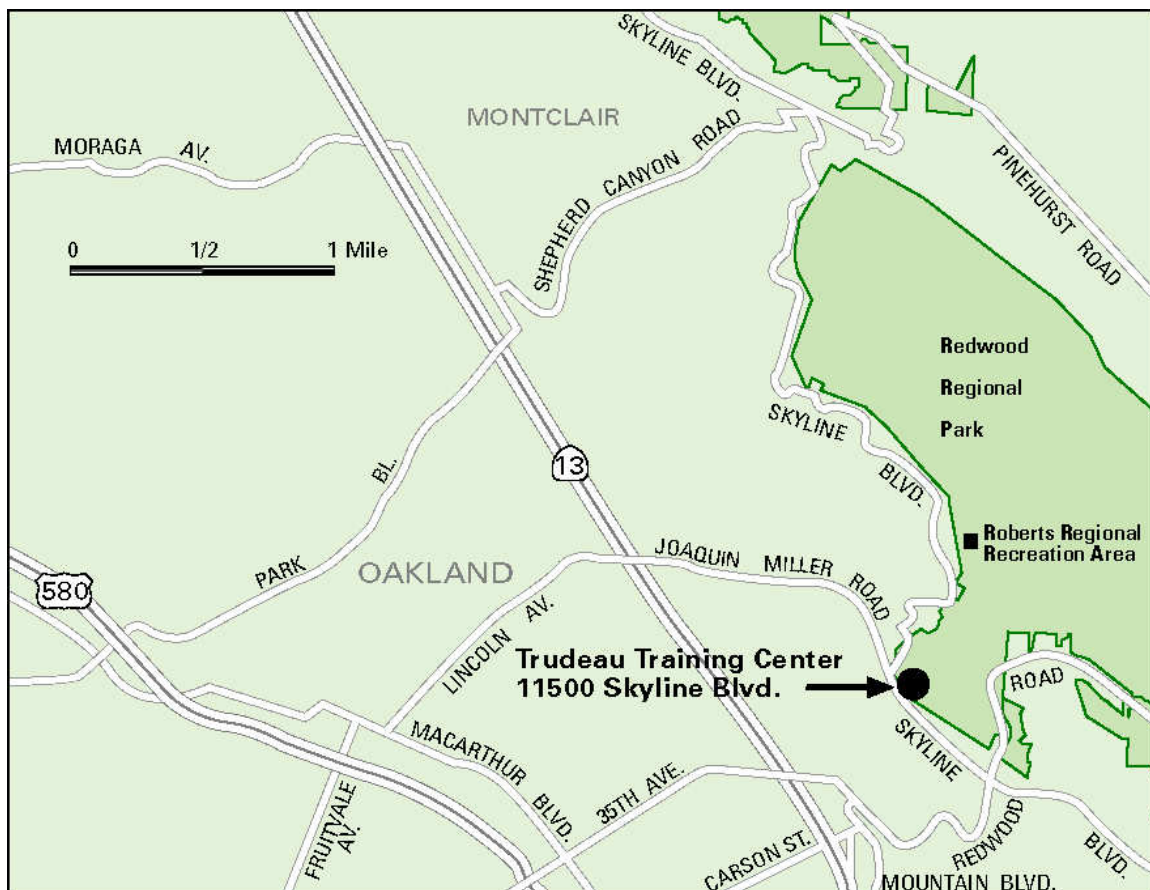 SKYLINE BLVD.
MONTCLAIR
MORAGA AV.
SHEPHERD CANYON ROAD
PINEHURST ROAD
0 1/2 1 Mile
Redwood
Regional
Park
SKYLINE BLVD.
13
Roberts Regional
Recreation Area
JOAQUIN MILLER ROAD
OAKLAND
PARK BL.
580
LINCOLN AV.
Trudeau Training Center
11500 Skyline Blvd.
ROAD
SKYLINE
MACARTHUR BLVD.
35TH AVE.
FRUITVALE
AV.
REDWOOD
BLVD.
CARSON ST.
MOUNTAIN BLVD.